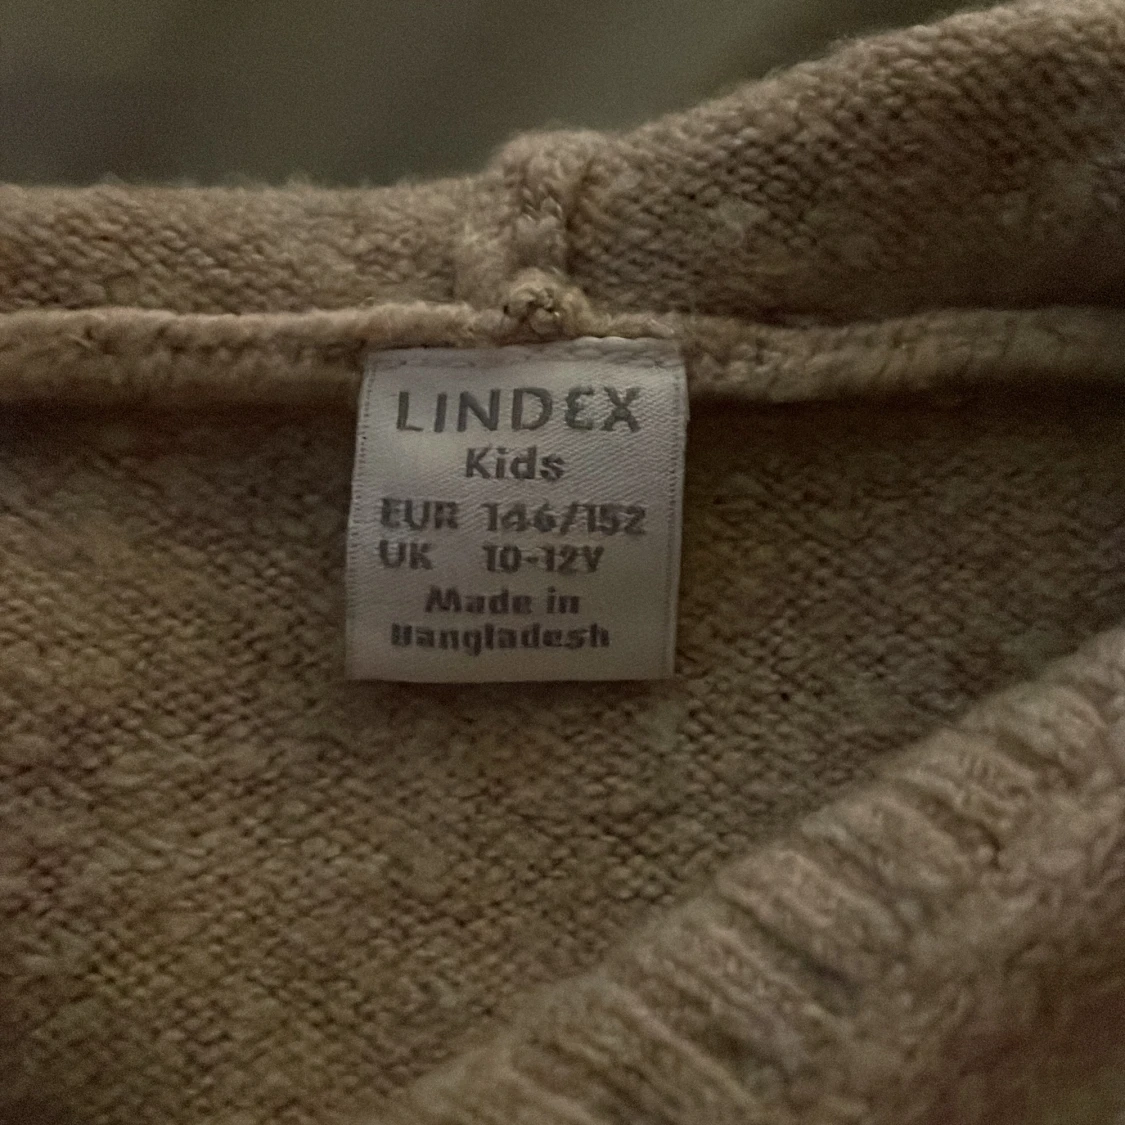 LINDEX
Kids
EUR 146/152
UK 10-12Y
Made in
Bangladesh